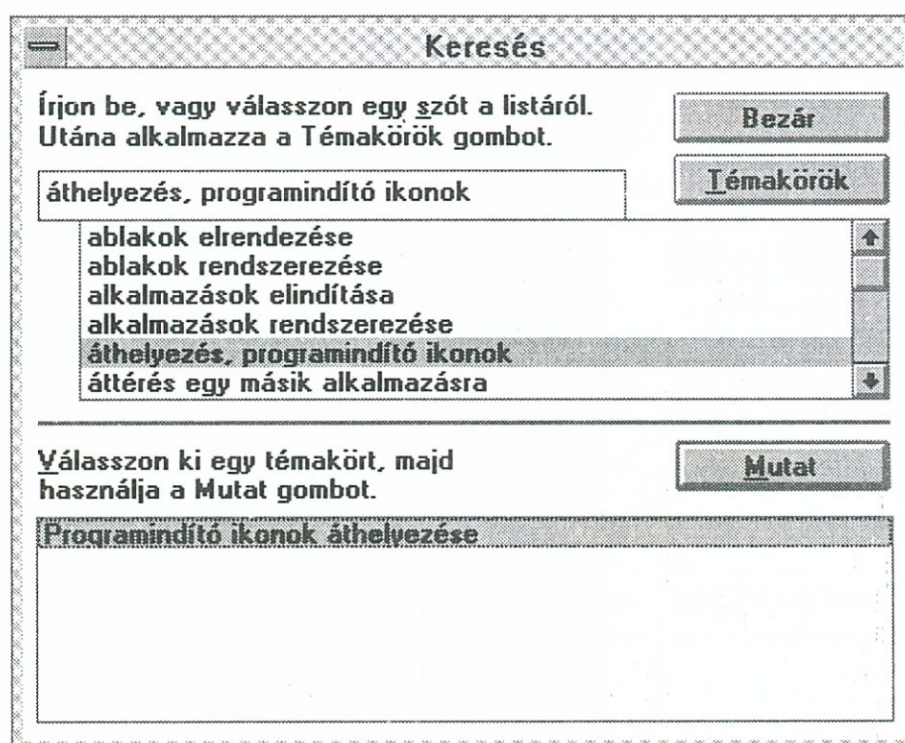 Keresés
Írjon be, vagy válasszon egy szót a listáról.
Utána alkalmazza a Témakörök gombot.
Bezár
Témakörök
áthelyezés, programindító ikonok
ablakok elrendezése
ablakok rendszerezése
alkalmazások elindítása
alkalmazások rendszerezése
áthelyezés, programindító ikonok
áttérés egy másik alkalmazásra
Válasszon ki egy témakört, majd
használja a Mutat gombot.
Mutat
Programindító ikonok áthelyezése